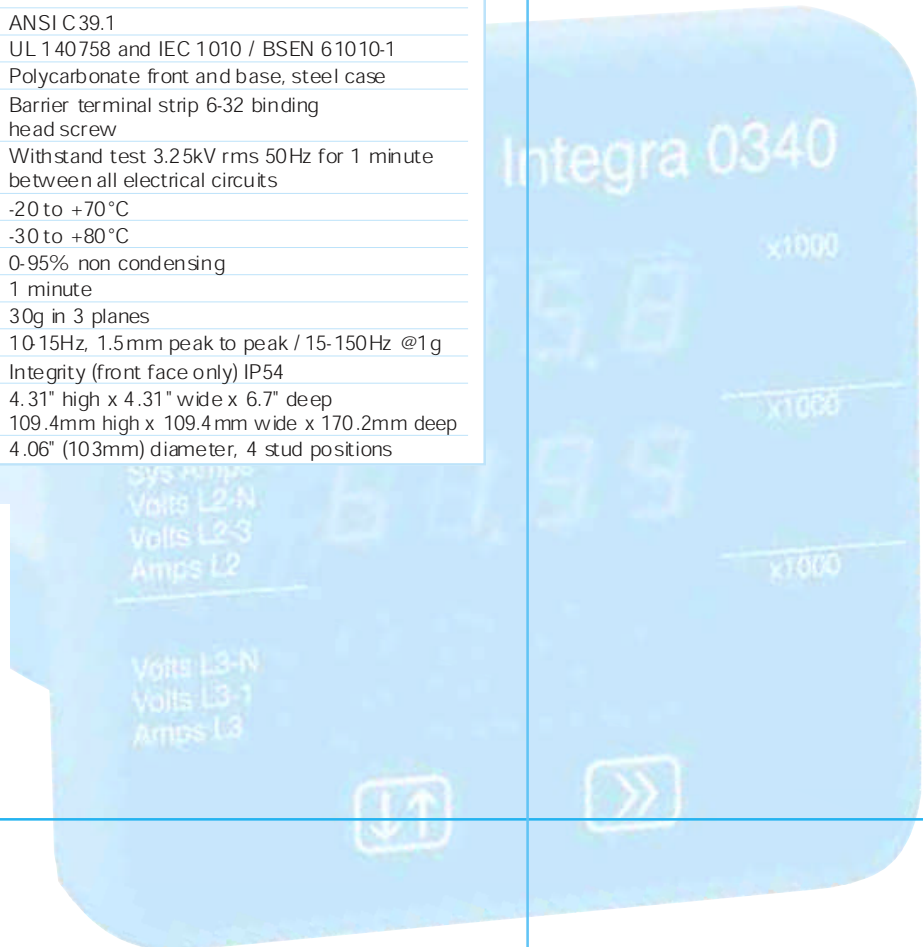 ANSI C39.1
UL 140758 and IEC 1010 / BSEN 61010-1
Polycarbonate front and base, steel case
Barrier terminal strip 6-32 binding
head screw
Withstand test 3.25kV rms 50Hz for 1 minute
between all electrical circuits
-20 to +70°C
-30 to +80°C
0-95% non condensing
1 minute
30g in 3 planes
10-15Hz, 1.5mm peak to peak / 15-150Hz @1g
Integrity (front face only) IP54
4.31" high x 4.31" wide x 6.7" deep
109.4mm high x 109.4mm wide x 170.2mm deep
4.06" (103mm) diameter, 4 stud positions
Integra 0340
x1000
5.8
x1000
Sys Amps
Volts L2-N
Volts L2-3
Amps L2
x1000
Volts L3-N
Volts L3-1
Amps L3